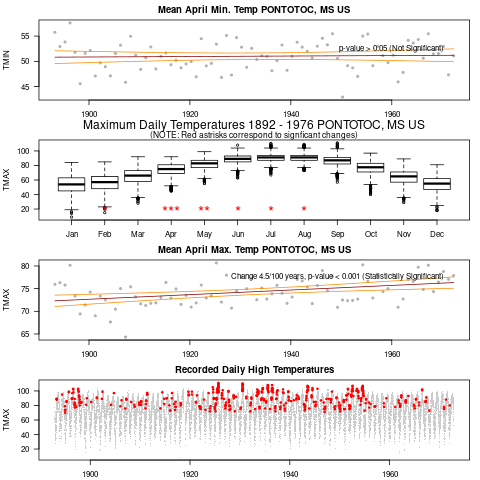 Mean April Min. Temp PONTOTOC, MS US
TMIN
55
50
45
p-value > 0.05 (Not Significant)
1900 1920 1940 1960
Maximum Daily Temperatures 1892 - 1976 PONTOTOC, MS US
(NOTE: Red astrisks correspond to signficant changes)
TMAX
100
80
60
40
20
* *** ** * * *
Jan Feb Mar Apr May Jun Jul Aug Sep Oct Nov Dec
Mean April Max. Temp PONTOTOC, MS US
TMAX
80
75
70
65
Change 4.5/100 years, p-value < 0.001 (Statistically Significant)
1900 1920 1940 1960
Recorded Daily High Temperatures
TMAX
100
80
60
40
20
1900 1920 1940 1960